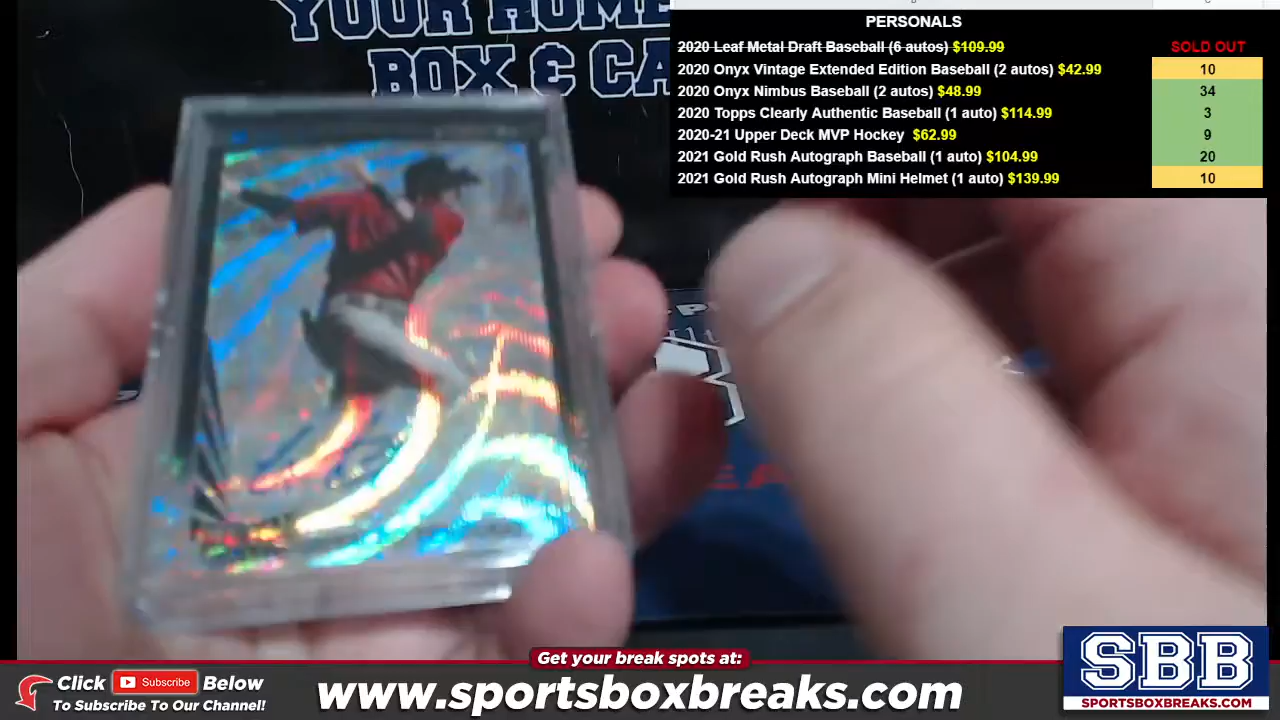 YOUR HOME
BOX & CA
PERSONALS
2020 Leaf Metal Draft Baseball (6 autos) $109.99 SOLD OUT
2020 Onyx Vintage Extended Edition Baseball (2 autos) $42.99 10
2020 Onyx Nimbus Baseball (2 autos) $48.99 34
2020 Topps Clearly Authentic Baseball (1 auto) $114.99 3
2020-21 Upper Deck MVP Hockey $62.99 9
2021 Gold Rush Autograph Baseball (1 auto) $104.99 20
2021 Gold Rush Autograph Mini Helmet (1 auto) $139.99 10
Get your break spots at:
Click Subscribe Below
To Subscribe To Our Channel!
www.sportsboxbreaks.com
SBB
SPORTSBOXBREAKS.COM